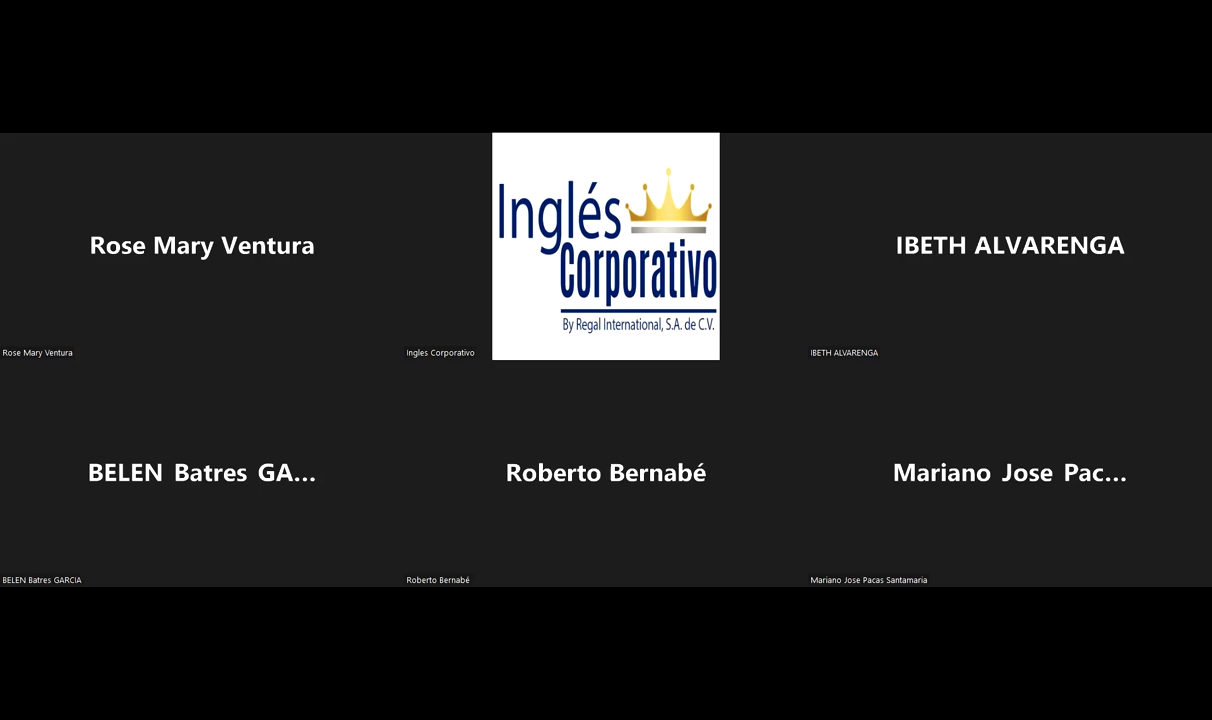 Rose Mary Ventura
Rose Mary Ventura
Inglés
Corporativo
By Regal International, S.A. de C.V.
Ingles Corporativo
IBETH ALVARENGA
IBETH ALVARENGA
BELEN Batres GA...
BELEN Batres GARCIA
Roberto Bernabé
Roberto Bernabé
Mariano Jose Pac...
Mariano Jose Pacas Santamaria